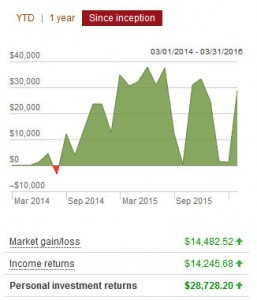 YTD | 1 year Since inception
03/01/2014 - 03/31/2016
$40,000
$30,000
$20,000
$10,000
$0
–$10,000
Mar 2014 Sep 2014 Mar 2015 Sep 2015
Market gain/loss $14,482.52
Income returns $14,245.68
Personal investment returns $28,728.20